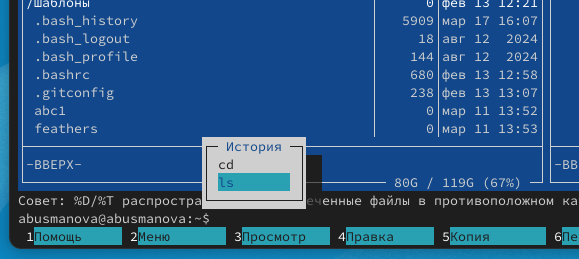 /Шаблоны 0 фев 13 12:21
.bash_history 5909 мар 17 16:07
.bash_logout 18 авг 12 2024
.bash_profile 144 авг 12 2024
.bashrc 680 фев 13 12:58
.gitconfig 238 фев 13 13:07
abc1 0 мар 11 13:52
feathers 0 мар 11 13:53
История
cd
ls
-ВВЕРХ- -ВВ
80G / 119G (67%)
Совет: %D/%T распростра еченные файлы в противоположном ка
abusmanova@abusmanova:~$
1Помощь 2Меню 3Просмотр 4Правка 5Копия 6Пе